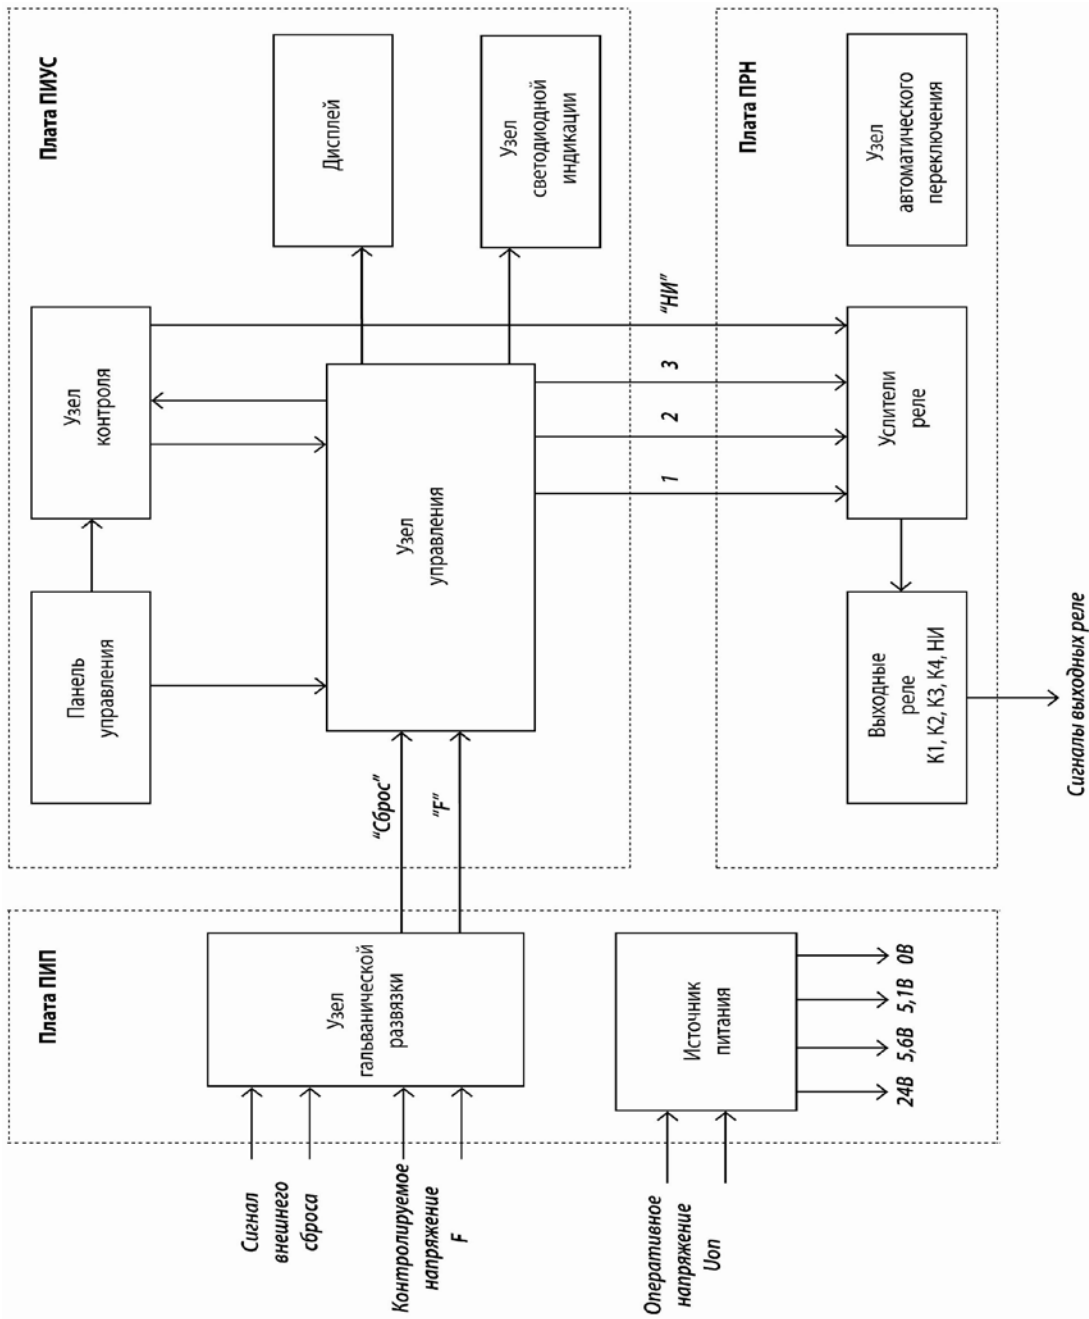 Плата ПИП
Сигнал
внешнего
сброса
Контролируемое
напряжение
F
Узел
гальванической
развязки
Оперативное
напряжение
Uоп
Источник
питания
24В
5,6В
5,1В
0В
"Сброс"
"F"
Плата ПИУС
Панель
управления
Узел
контроля
Узел
управления
Дисплей
Узел
светодиодной
индикации
1
2
3
"НИ"
Плата ПРН
Выходные
реле
К1, К2, К3, К4, НИ
Услители
реле
Узел
автоматического
переключения
Сигналы выходных реле